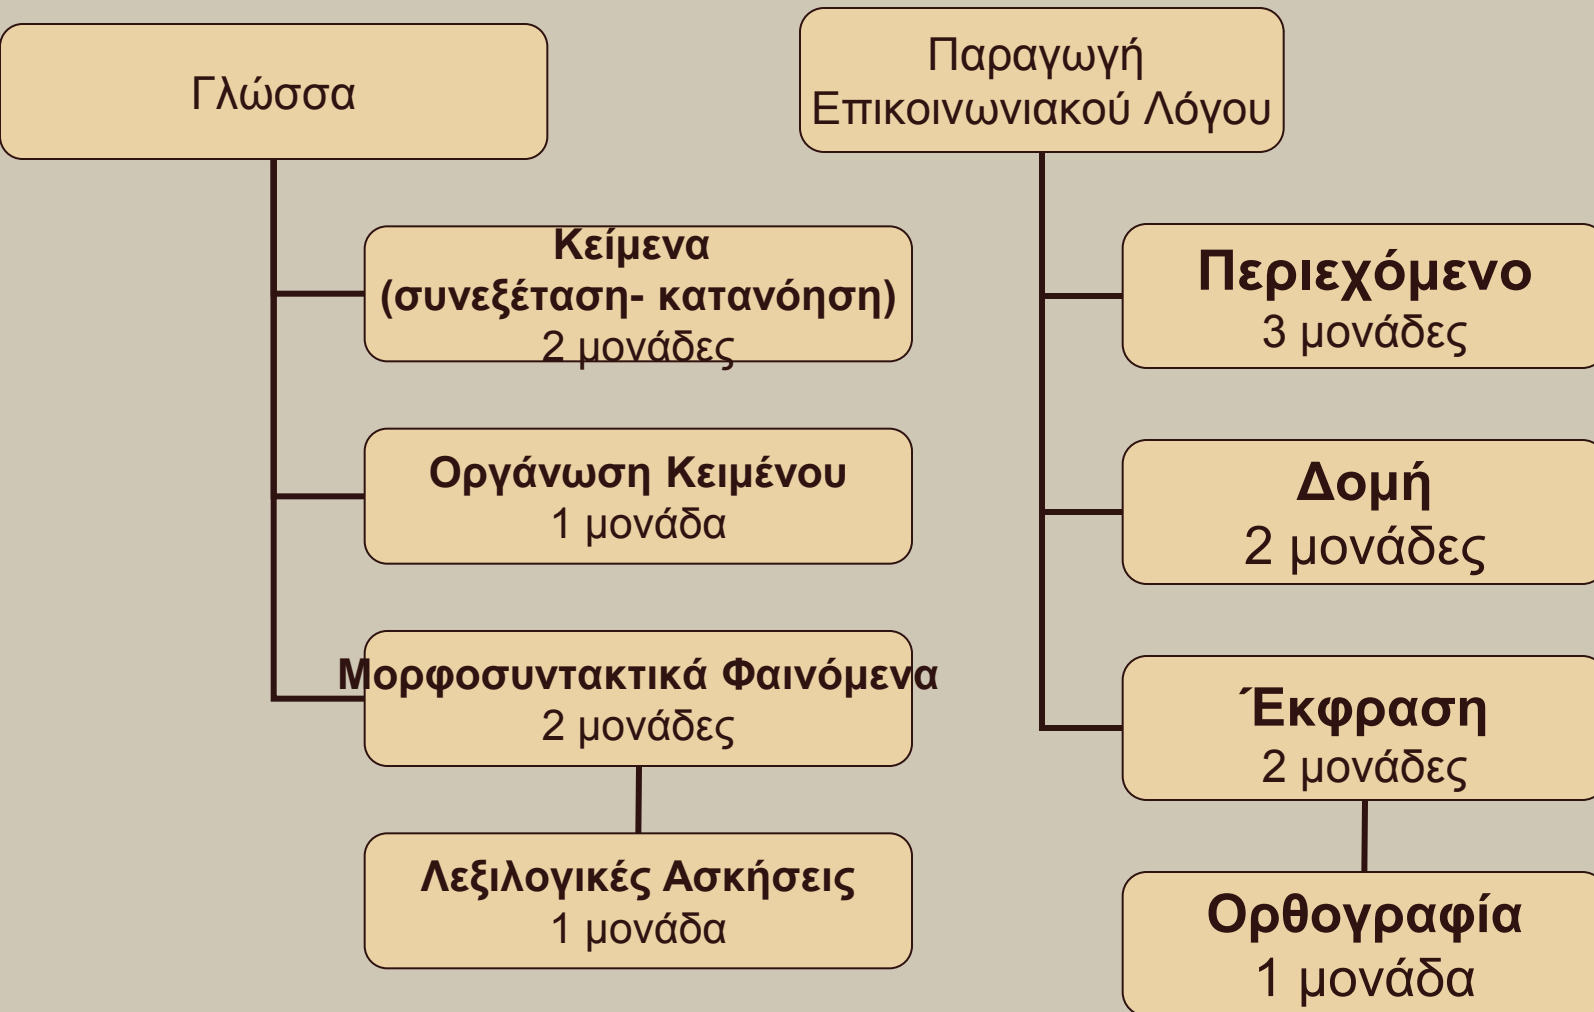 Γλώσσα
Κείμενα
(συνεξέταση- κατανόηση)
2 μονάδες
Οργάνωση Κειμένου
1 μονάδα
Μορφοσυντακτικά Φαινόμενα
2 μονάδες
Λεξιλογικές Ασκήσεις
1 μονάδα
Παραγωγή
Επικοινωνιακού Λόγου
Περιεχόμενο
3 μονάδες
Δομή
2 μονάδες
Έκφραση
2 μονάδες
Ορθογραφία
1 μονάδα